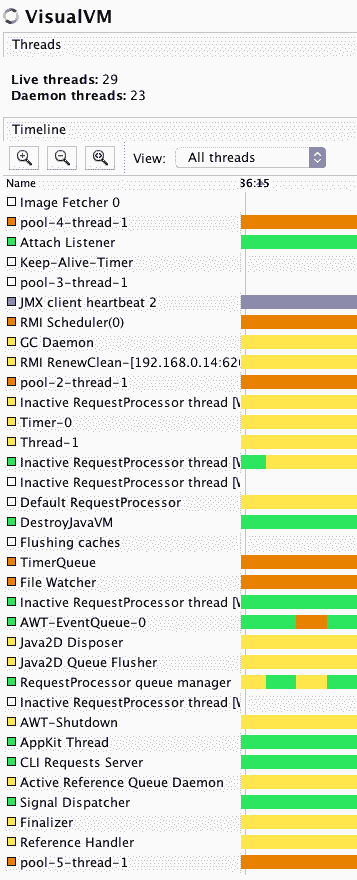 VisualVM
Threads
Live threads: 29
Daemon threads: 23
Timeline
View: All threads
Name 36:15
Image Fetcher 0
pool-4-thread-1
Attach Listener
Keep-Alive-Timer
pool-3-thread-1
JMX client heartbeat 2
RMI Scheduler(0)
GC Daemon
RMI RenewClean-[192.168.0.14:62
pool-2-thread-1
Inactive RequestProcessor thread [
Timer-0
Thread-1
Inactive RequestProcessor thread [
Inactive RequestProcessor thread [
Default RequestProcessor
DestroyJavaVM
Flushing caches
TimerQueue
File Watcher
Inactive RequestProcessor thread [
AWT-EventQueue-0
Java2D Disposer
Java2D Queue Flusher
RequestProcessor queue manager
Inactive RequestProcessor thread [
AWT-Shutdown
AppKit Thread
CLI Requests Server
Active Reference Queue Daemon
Signal Dispatcher
Finalizer
Reference Handler
pool-5-thread-1